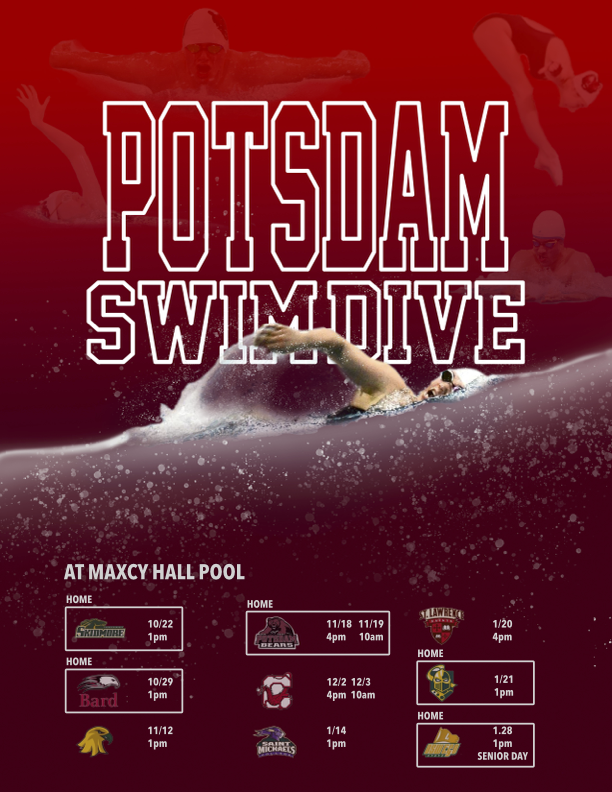 POTSDAM
SWIMDIVE
AT MAXCY HALL POOL
HOME
SKIDMORE
10/22
1pm
HOME
Bard
10/29
1pm
11/12
1pm
HOME
BEARS
11/18 11/19
4pm 10am
12/2 12/3
4pm 10am
SAINT
MICHAEL'S
1/14
1pm
ST. LAWRENCE
SAINTS
1/20
4pm
HOME
1/21
1pm
HOME
1.28
1pm
SENIOR DAY